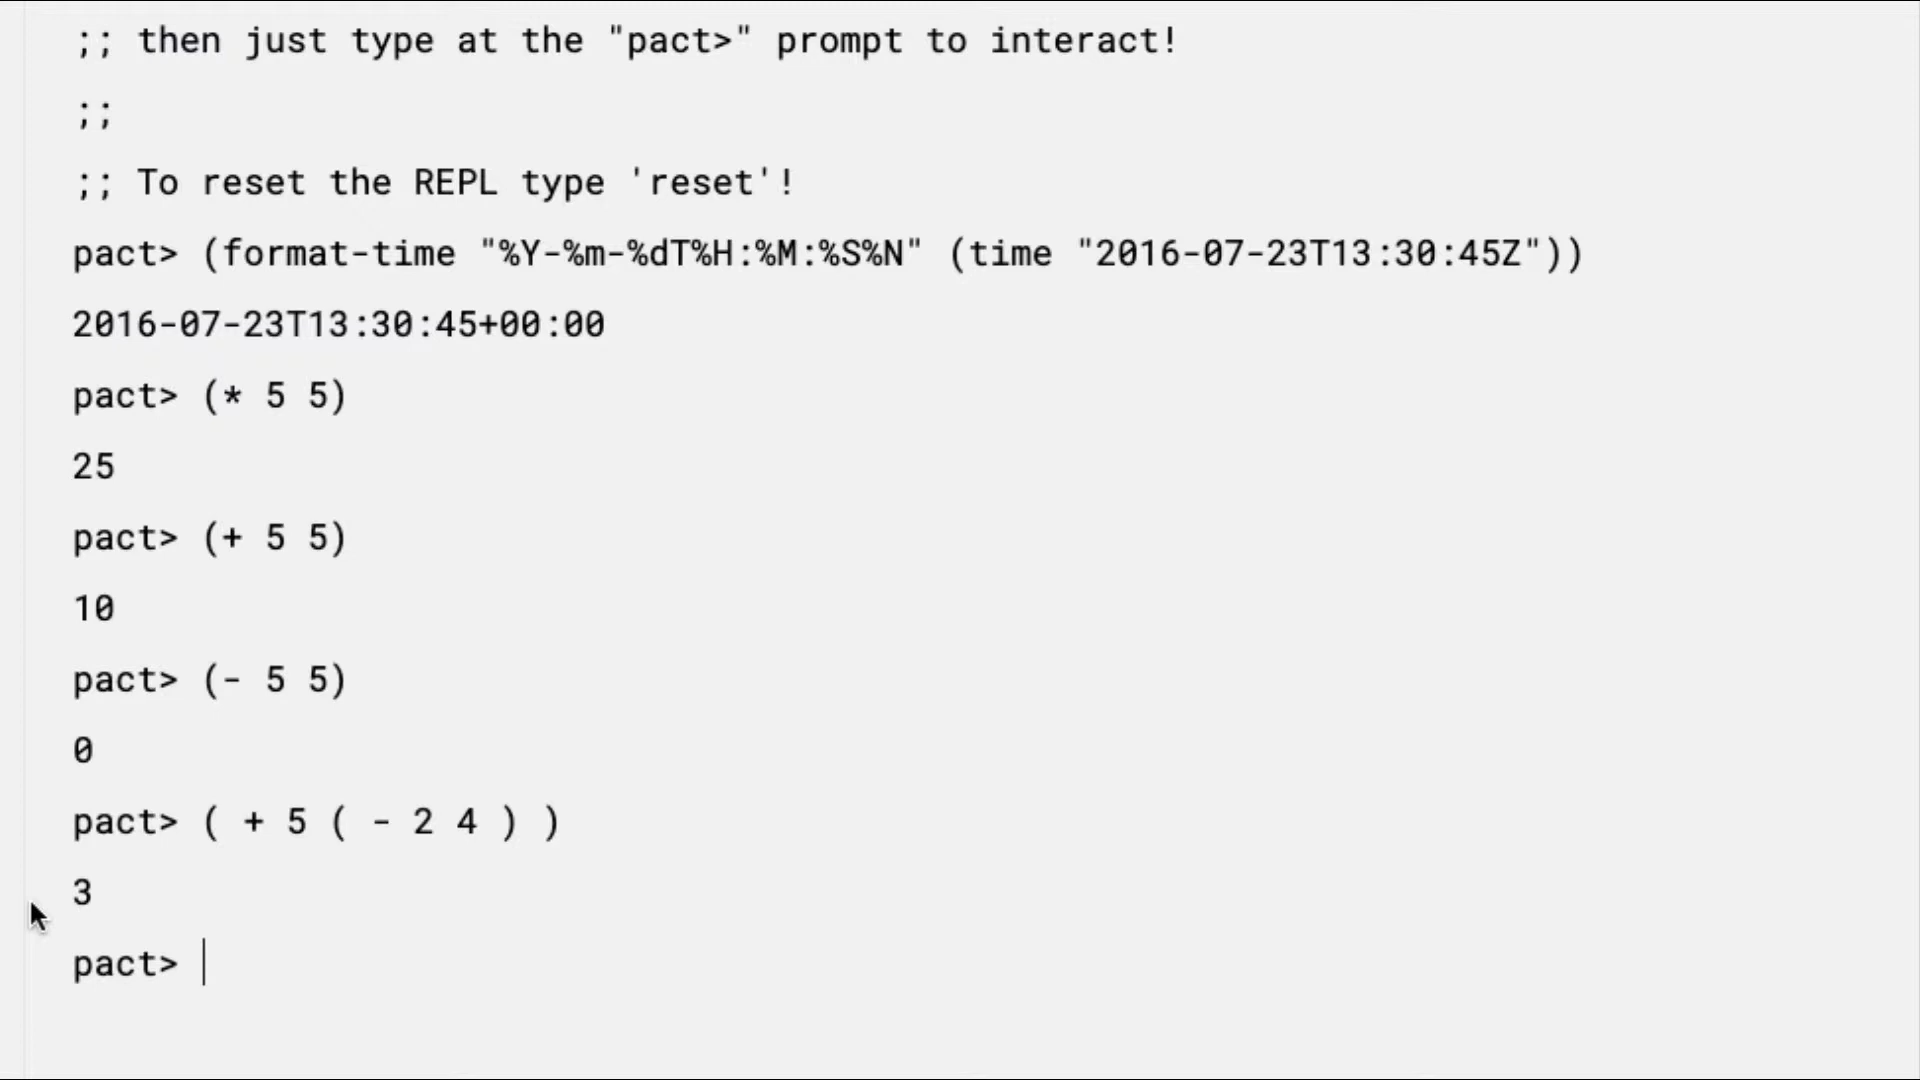 ;; then just type at the "pact>" prompt to interact!
;;
;; To reset the REPL type 'reset'!
pact> (format-time "%Y-%m-%dT%H:%M:%S%N" (time "2016-07-23T13:30:45Z"))
2016-07-23T13:30:45+00:00
pact> (* 5 5)
25
pact> (+ 5 5)
10
pact> (- 5 5)
0
pact> ( + 5 ( - 2 4 ) )
3
pact>